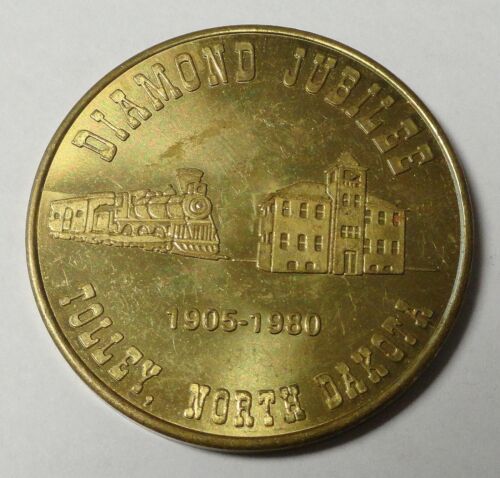 DIAMOND JUBILEE
1905-1980
TOLLEY, NORTH DAKOTA